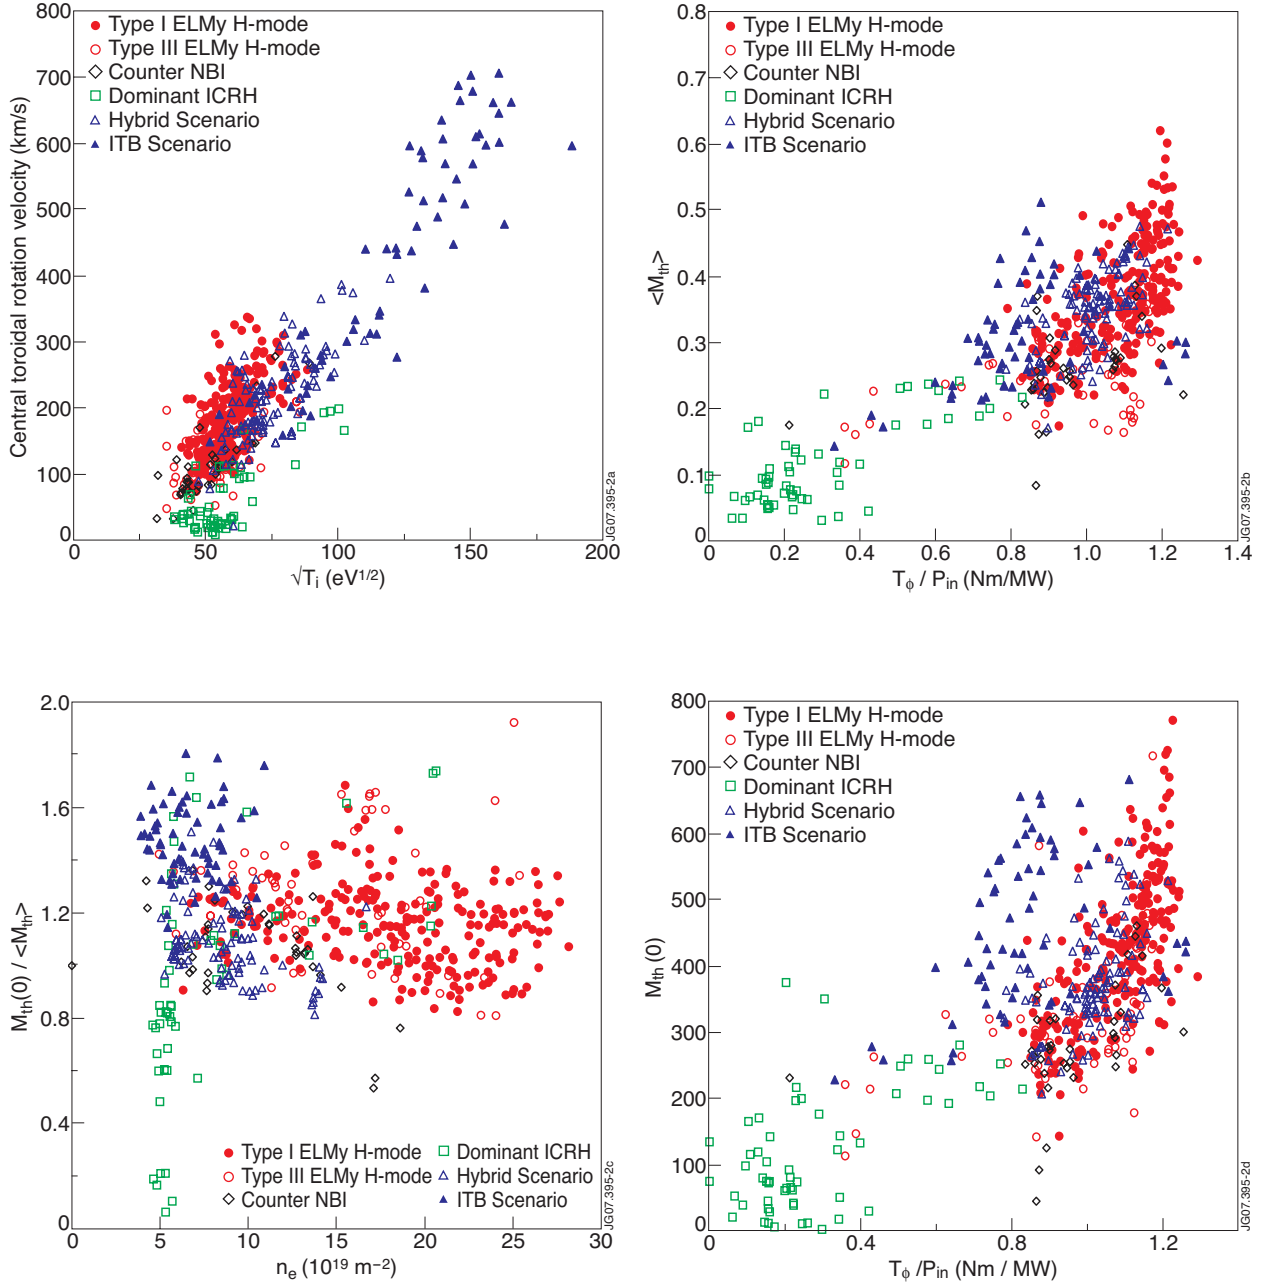 800
700
600
500
400
300
200
100
0
Central toroidal rotation velocity (km/s)
Type I ELMy H-mode
Type III ELMy H-mode
Counter NBI
Dominant ICRH
Hybrid Scenario
ITB Scenario
0 50 100 150 200
√Ti (eV1/2)
JG07.395-2a
0.8
0.7
0.6
0.5
0.4
0.3
0.2
0.1
0
<Mth>
Type I ELMy H-mode
Type III ELMy H-mode
Counter NBI
Dominant ICRH
Hybrid Scenario
ITB Scenario
0 0.2 0.4 0.6 0.8 1.0 1.2 1.4
Tϕ / Pin (Nm/MW)
JG07.395-2b
2.0
1.6
1.2
0.8
0.4
0
Mth(0) / <Mth>
Type I ELMy H-mode
Type III ELMy H-mode
Counter NBI
Dominant ICRH
Hybrid Scenario
ITB Scenario
0 5 10 15 20 25 30
ne (10¹⁹ m⁻²)
JG07.395-2c
800
700
600
500
400
300
200
100
0
Mth (0)
Type I ELMy H-mode
Type III ELMy H-mode
Counter NBI
Dominant ICRH
Hybrid Scenario
ITB Scenario
0 0.4 0.8 1.2
Tϕ /Pin (Nm / MW)
JG07.395-2d